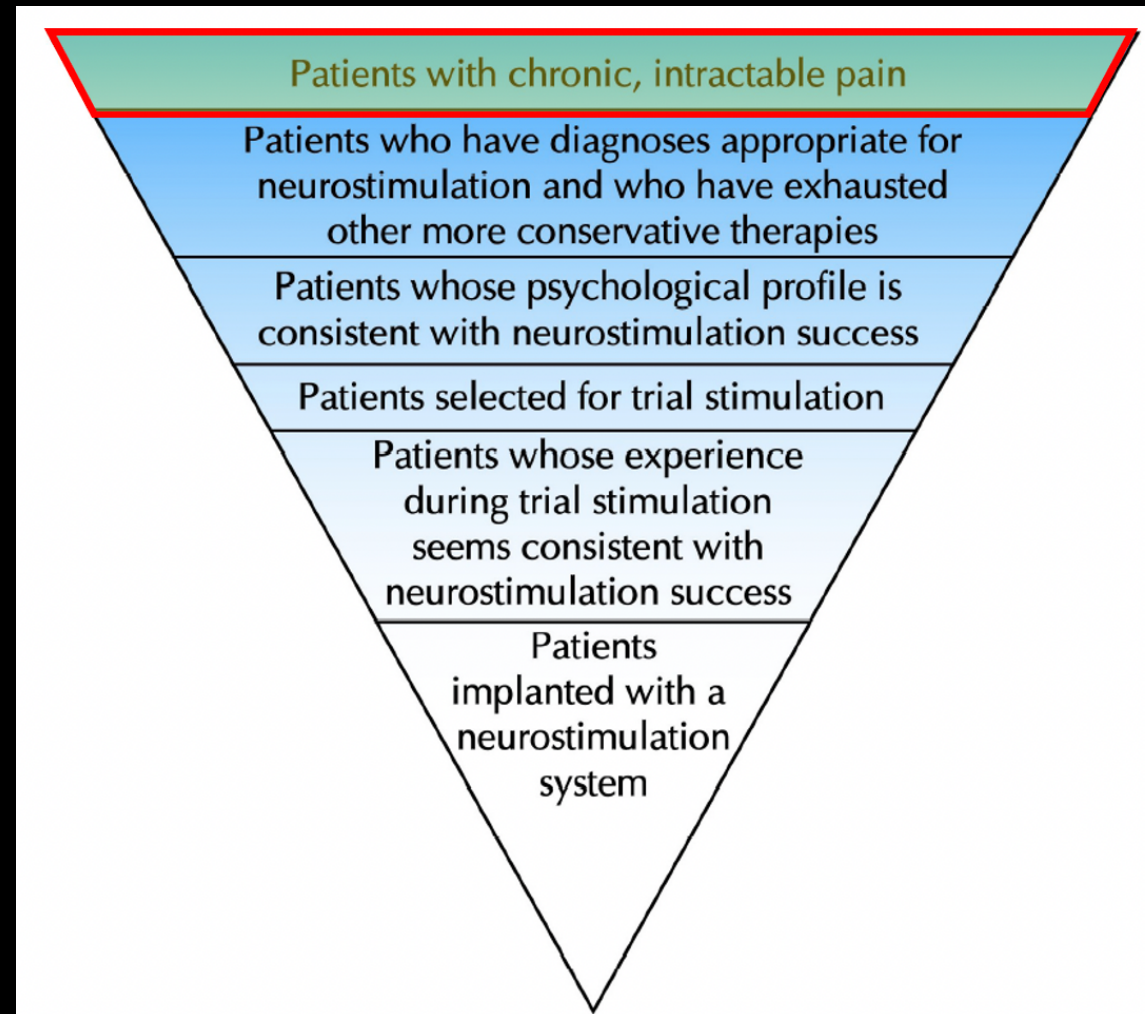 Patients with chronic, intractable pain
Patients who have diagnoses appropriate for
neurostimulation and who have exhausted
other more conservative therapies
Patients whose psychological profile is
consistent with neurostimulation success
Patients selected for trial stimulation
Patients whose experience
during trial stimulation
seems consistent with
neurostimulation success
Patients
implanted with a
neurostimulation
system